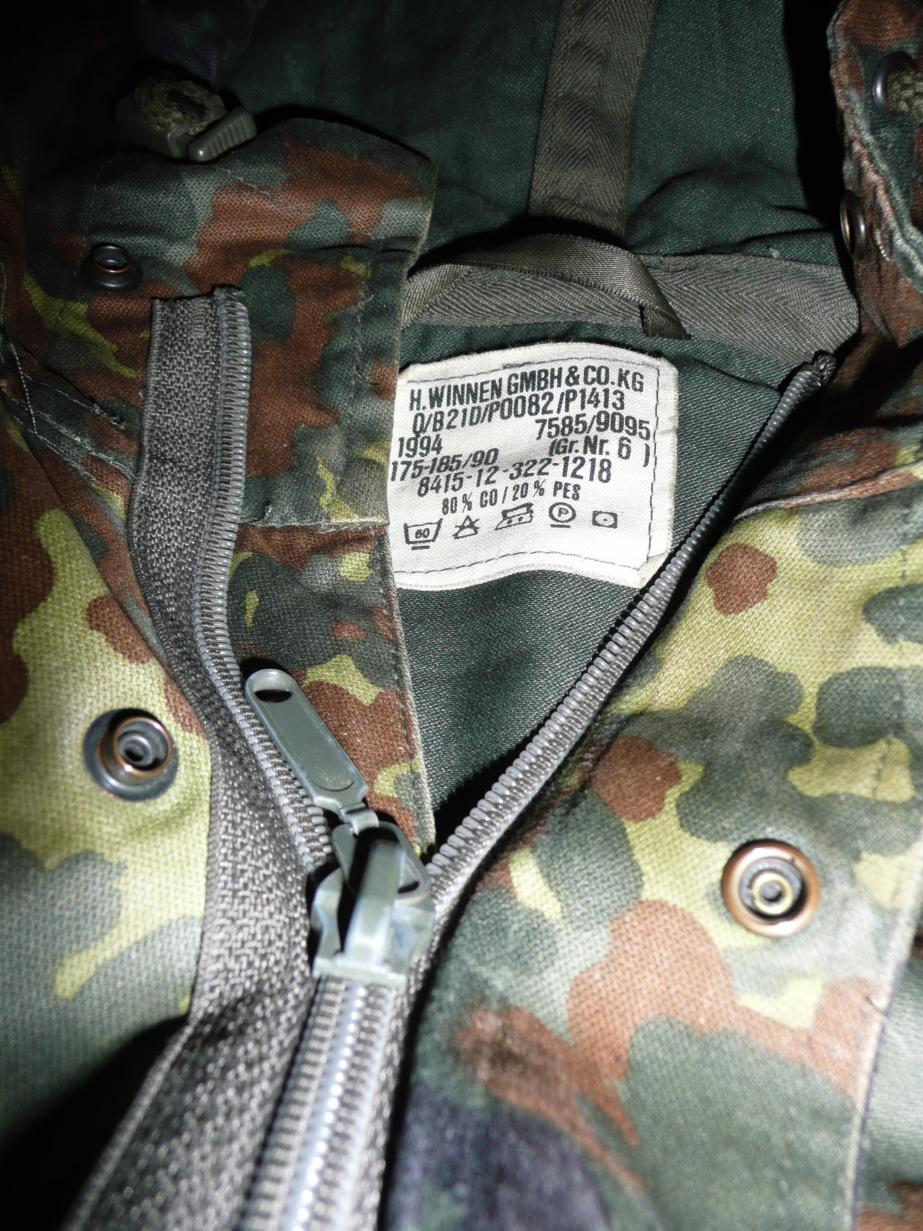 H.WINNEN GMBH & CO.KG
Q/B21D/P0082/P1413
7585/9095
1994 (Gr.Nr. 6 )
175-185/90
8415-12-322-1218
80 % CO / 20 % PES
60 P